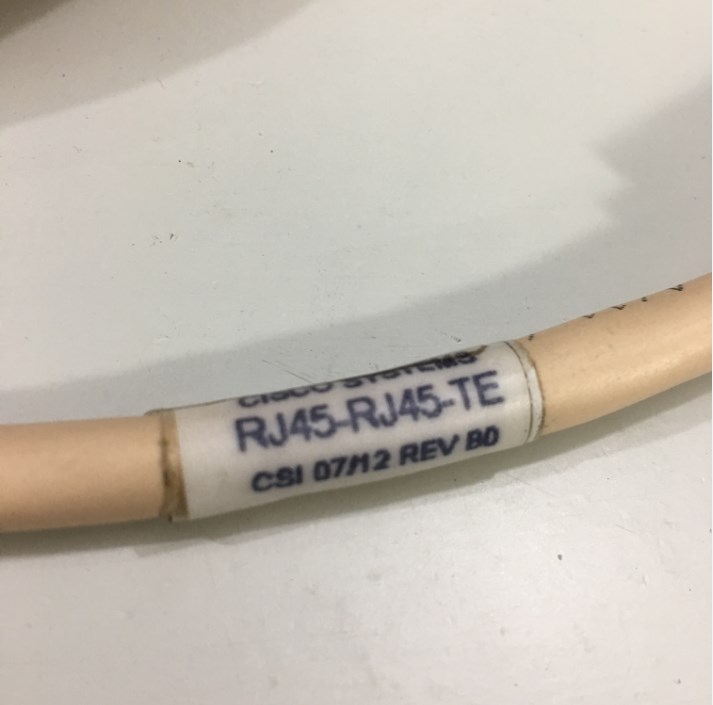 CISCO SYSTEMS
RJ45-RJ45-TE
CSI 07/12 REV B0